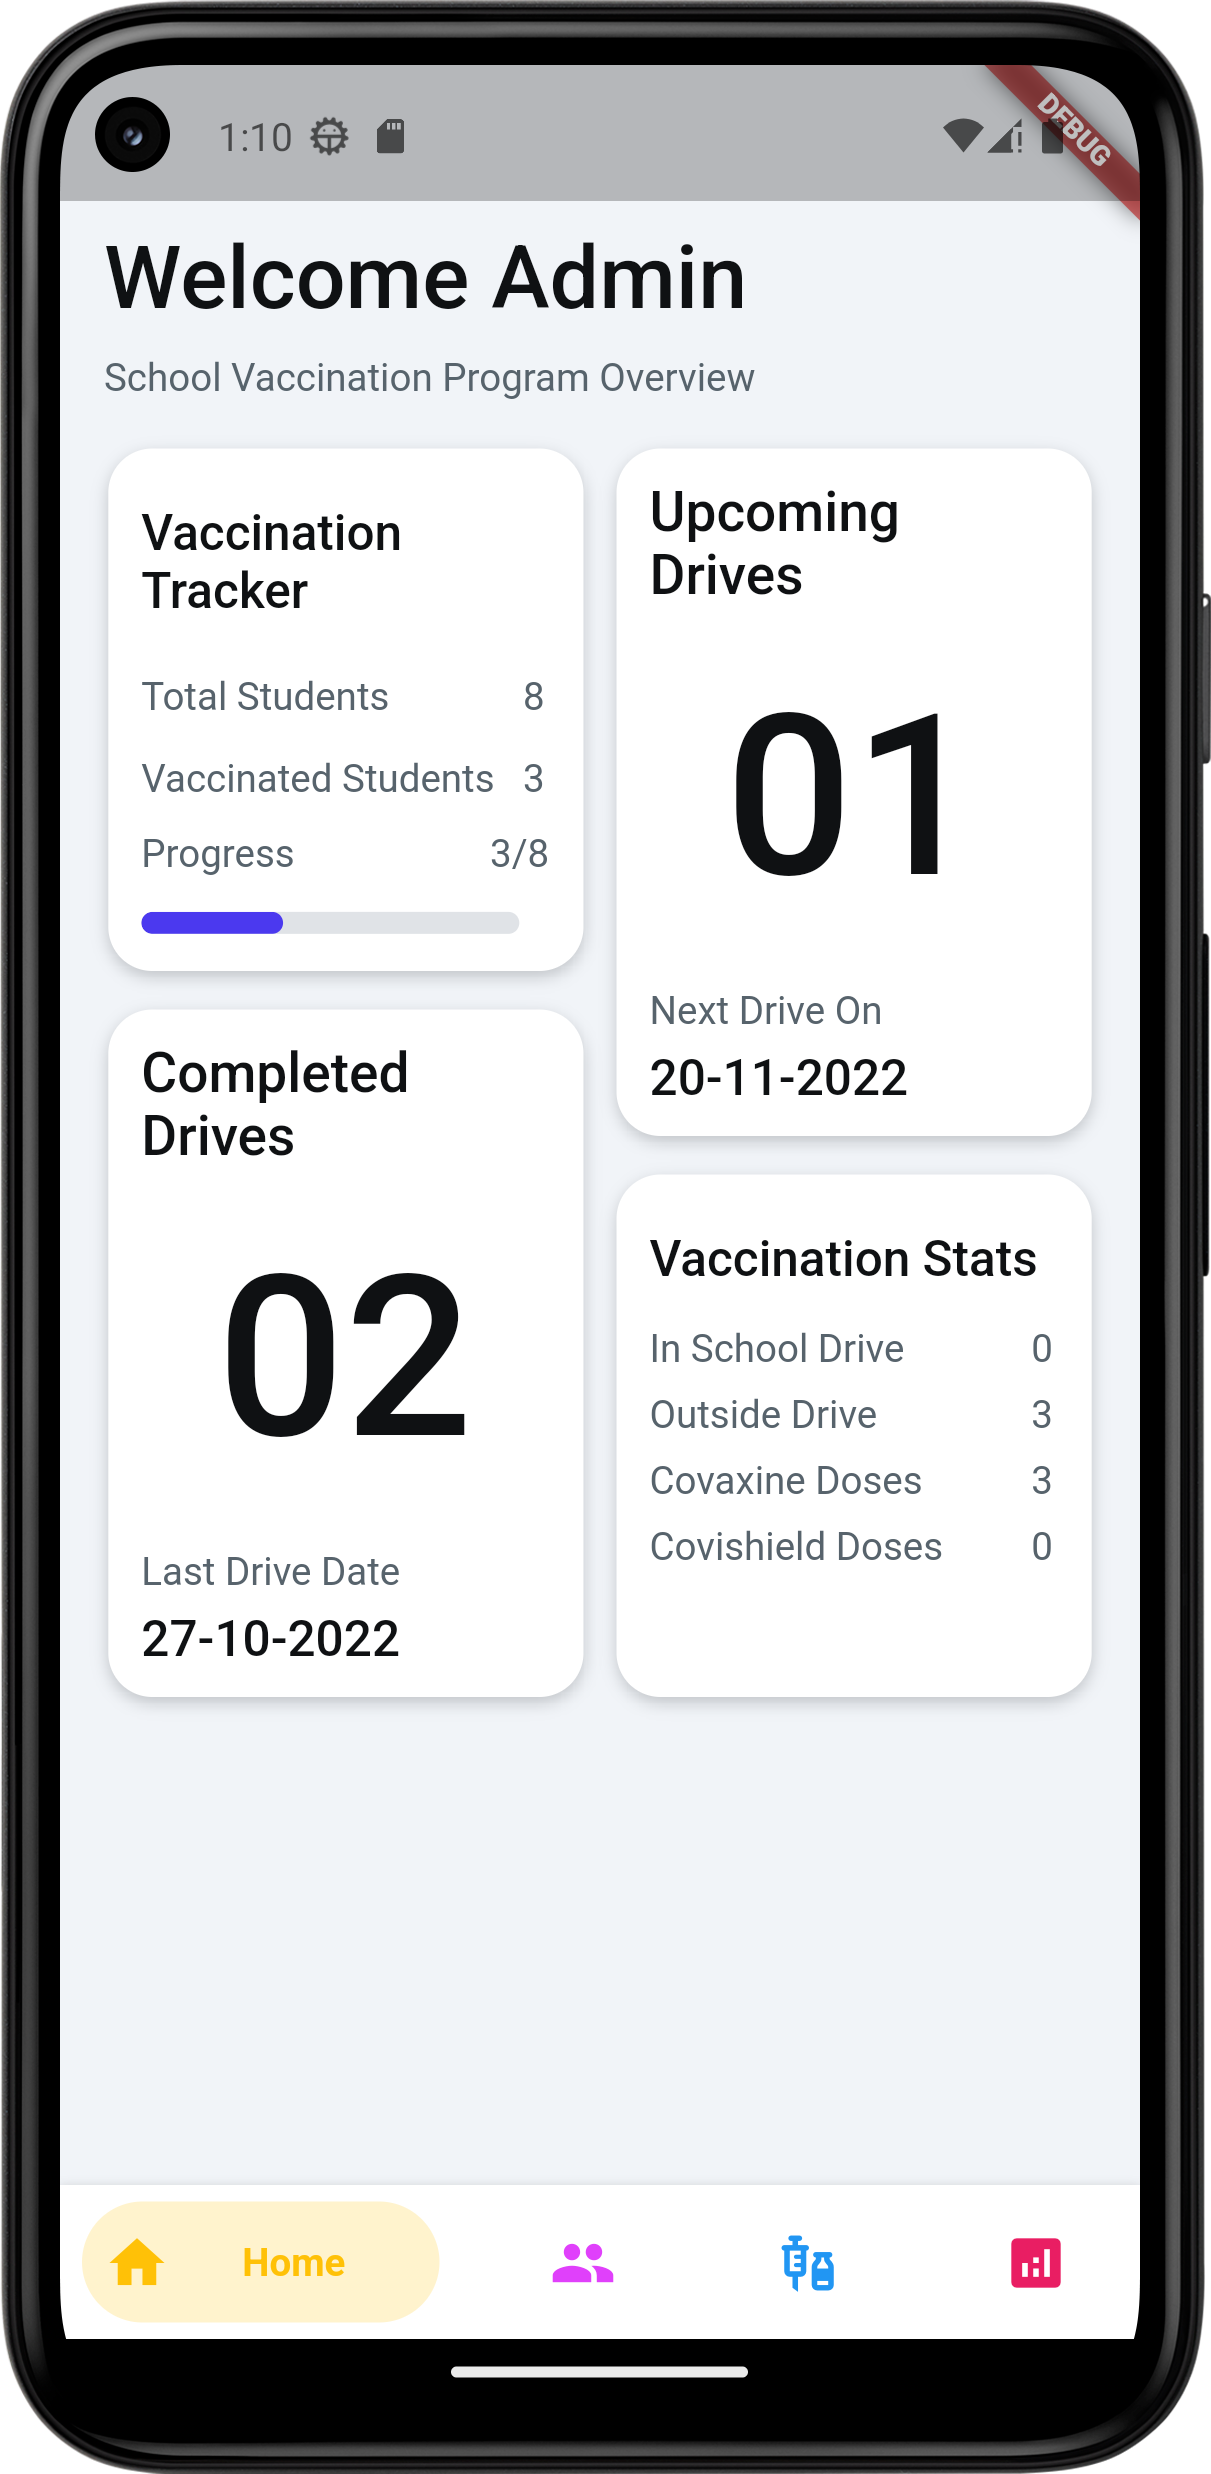 1:10
DEBUG
Welcome Admin
School Vaccination Program Overview
Vaccination
Tracker
Total Students 8
Vaccinated Students 3
Progress 3/8
Upcoming
Drives
01
Next Drive On
20-11-2022
Completed
Drives
02
Last Drive Date
27-10-2022
Vaccination Stats
In School Drive 0
Outside Drive 3
Covaxine Doses 3
Covishield Doses 0
Home